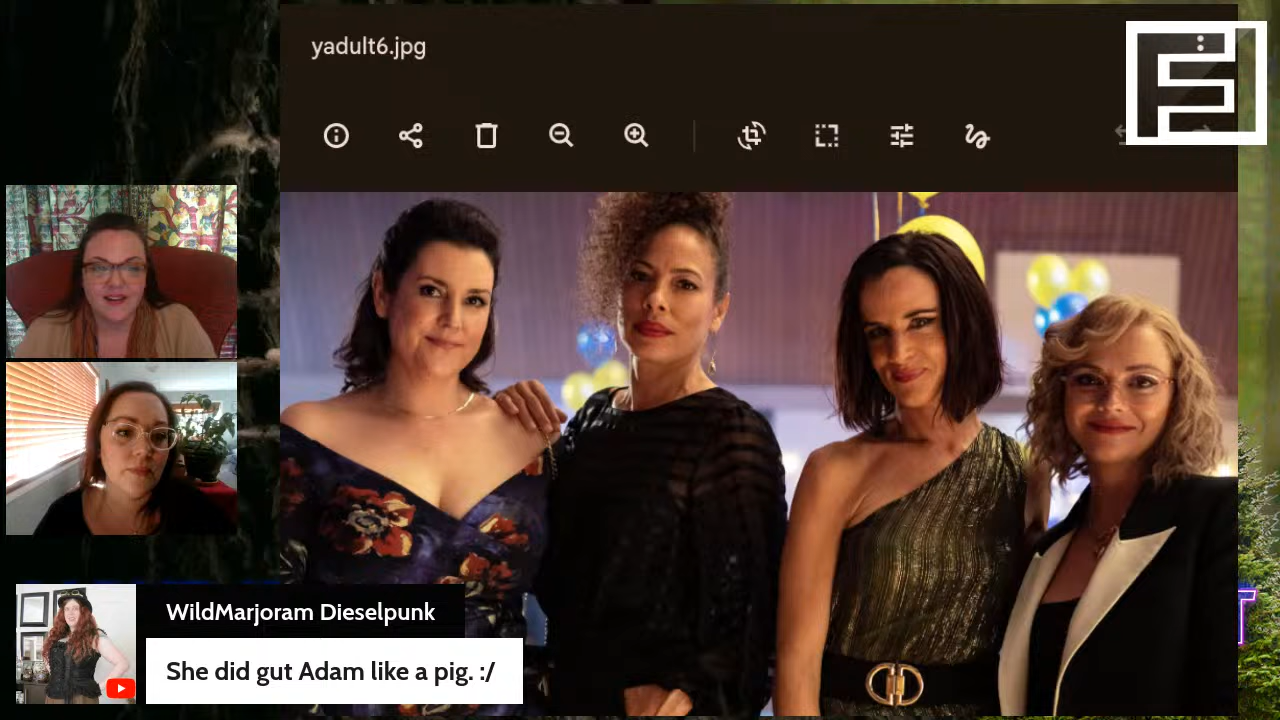 yadult6.jpg
WildMarjoram Dieselpunk
She did gut Adam like a pig. :/